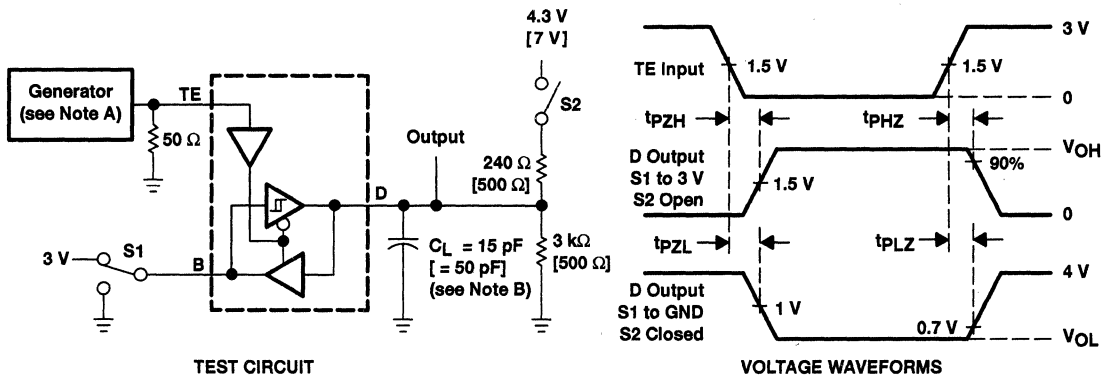 4.3 V
[7 V]
S2
Generator
(see Note A)
TE
50 Ω
Output
240 Ω
[500 Ω]
D
3 V
S1
B
CL = 15 pF
[ = 50 pF]
(see Note B)
3 kΩ
[500 Ω]
TEST CIRCUIT
TE Input
1.5 V
1.5 V
3 V
0
tPZH
tPHZ
D Output
S1 to 3 V
S2 Open
1.5 V
VOH
90%
0
tPZL
tPLZ
D Output
S1 to GND
S2 Closed
1 V
0.7 V
4 V
VOL
VOLTAGE WAVEFORMS